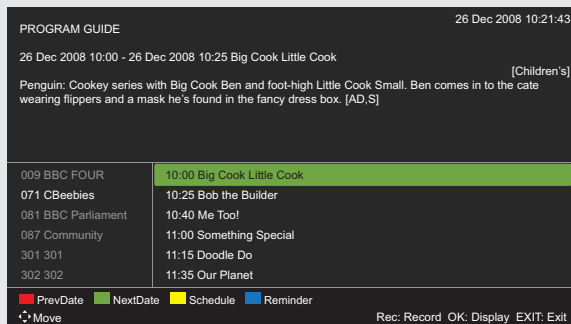 PROGRAM GUIDE
26 Dec 2008 10:21:43
26 Dec 2008 10:00 - 26 Dec 2008 10:25 Big Cook Little Cook
[Children's]
Penguin: Cookey series with Big Cook Ben and foot-high Little Cook Small. Ben comes in to the cate
wearing flippers and a mask he's found in the fancy dress box. [AD,S]
009 BBC FOUR 10:00 Big Cook Little Cook
071 CBeebies 10:25 Bob the Builder
081 BBC Parliament 10:40 Me Too!
087 Community 11:00 Something Special
301 301 11:15 Doodle Do
302 302 11:35 Our Planet
PrevDate NextDate Schedule Reminder
Move Rec: Record OK: Display EXIT: Exit